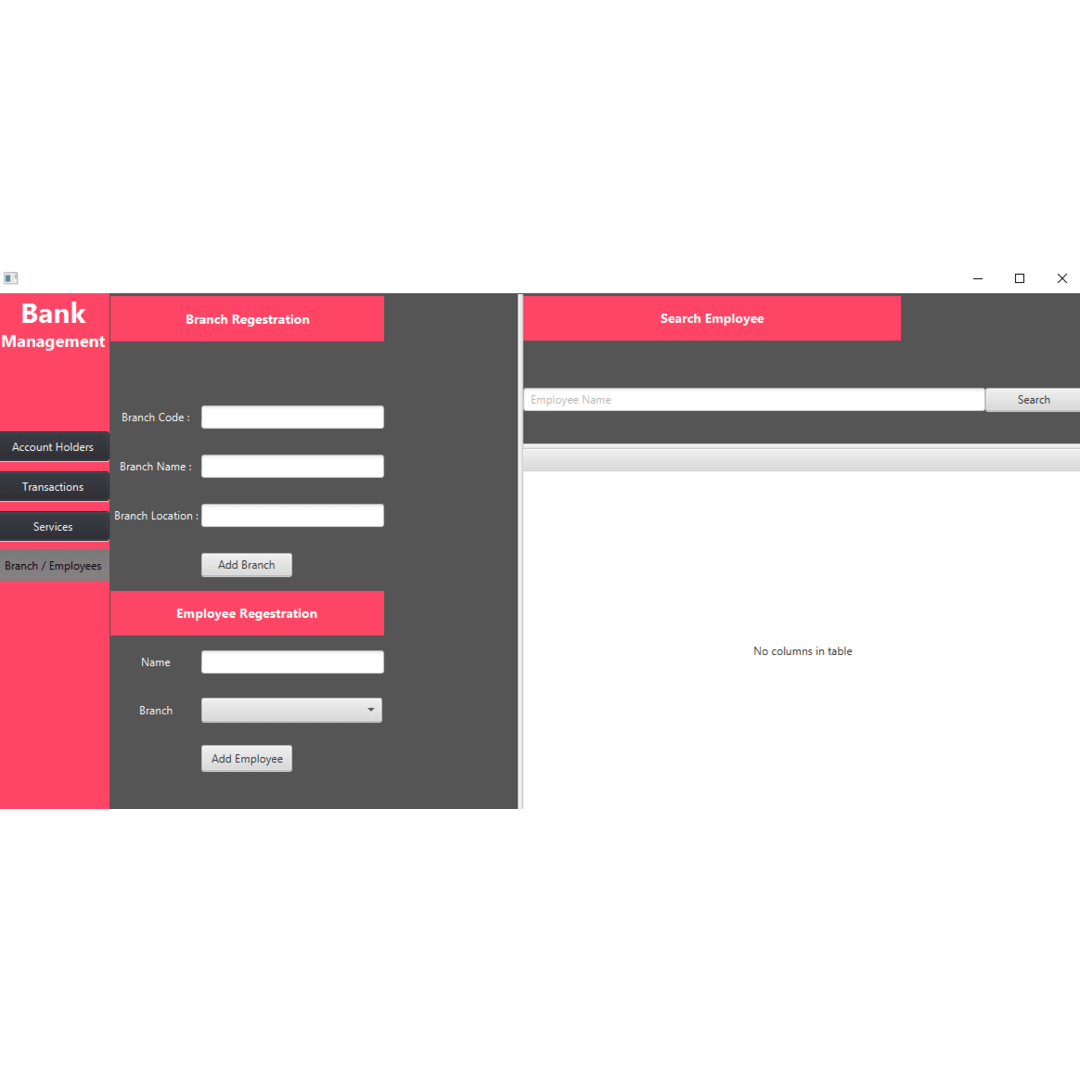 Bank
Management
Account Holders
Transactions
Services
Branch / Employees
Branch Regestration
Branch Code :
Branch Name :
Branch Location :
Add Branch
Employee Regestration
Name
Branch
Add Employee
Search Employee
Employee Name
Search
No columns in table